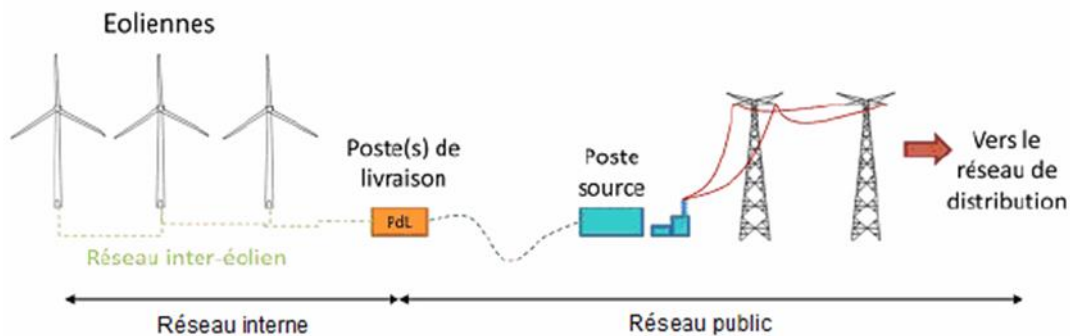 Eoliennes
Poste(s) de
livraison
PdL
Poste
source
Vers le
réseau de
distribution
Réseau inter-éolien
Réseau interne
Réseau public